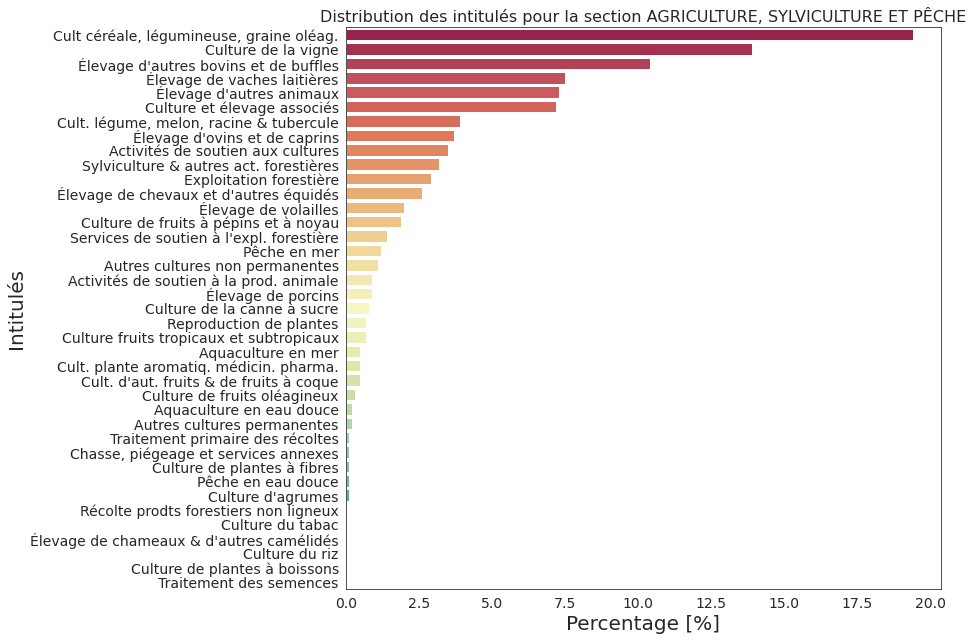 Distribution des intitulés pour la section AGRICULTURE, SYLVICULTURE ET PÊCHE
Intitulés
Cult céréale, légumineuse, graine oléag.
Culture de la vigne
Élevage d'autres bovins et de buffles
Élevage de vaches laitières
Élevage d'autres animaux
Culture et élevage associés
Cult. légume, melon, racine & tubercule
Élevage d'ovins et de caprins
Activités de soutien aux cultures
Sylviculture & autres act. forestières
Exploitation forestière
Élevage de chevaux et d'autres équidés
Élevage de volailles
Culture de fruits à pépins et à noyau
Services de soutien à l'expl. forestière
Pêche en mer
Autres cultures non permanentes
Activités de soutien à la prod. animale
Élevage de porcins
Culture de la canne à sucre
Reproduction de plantes
Culture fruits tropicaux et subtropicaux
Aquaculture en mer
Cult. plante aromatiq. médicin. pharma.
Cult. d'aut. fruits & de fruits à coque
Culture de fruits oléagineux
Aquaculture en eau douce
Autres cultures permanentes
Traitement primaire des récoltes
Chasse, piégeage et services annexes
Culture de plantes à fibres
Pêche en eau douce
Culture d'agrumes
Récolte prodts forestiers non ligneux
Culture du tabac
Élevage de chameaux & d'autres camélidés
Culture du riz
Culture de plantes à boissons
Traitement des semences
0.0 2.5 5.0 7.5 10.0 12.5 15.0 17.5 20.0
Percentage [%]